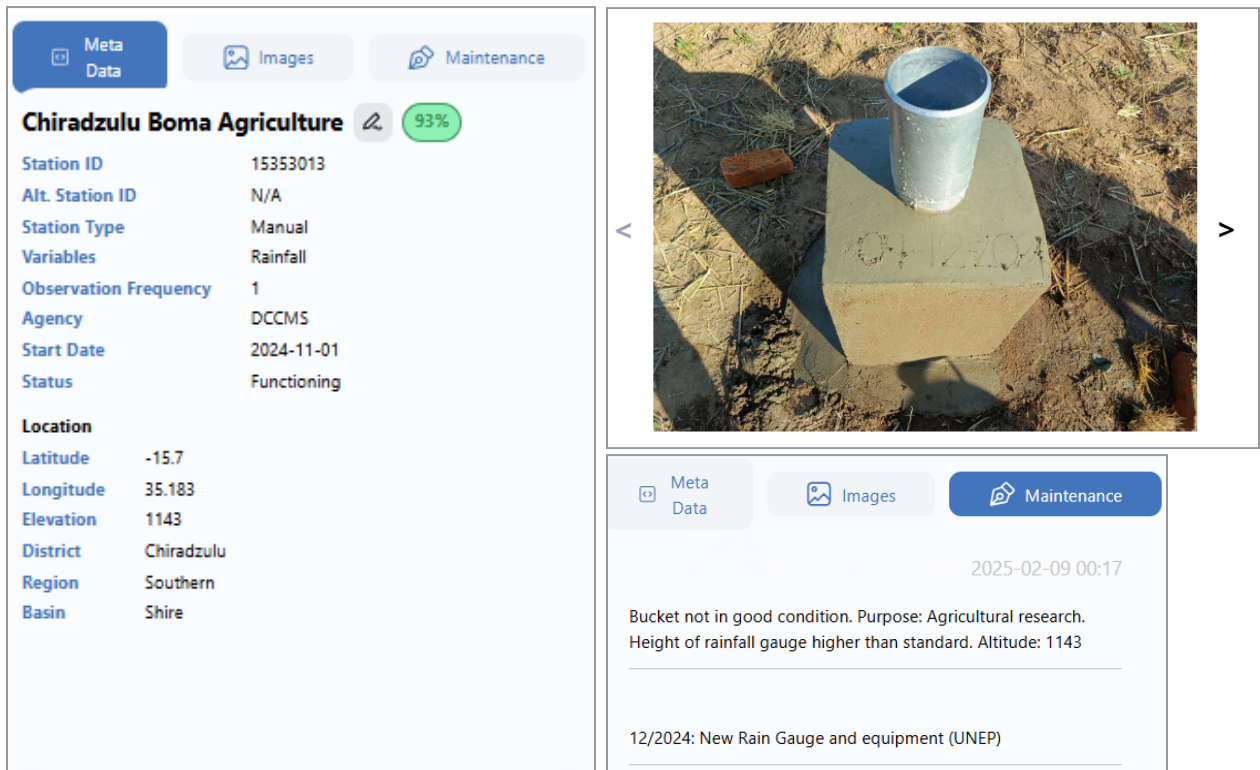 Meta
Data
Images
Maintenance
Chiradzulu Boma Agriculture 93%
Station ID 15353013
Alt. Station ID N/A
Station Type Manual
Variables Rainfall
Observation Frequency 1
Agency DCCMS
Start Date 2024-11-01
Status Functioning
Location
Latitude -15.7
Longitude 35.183
Elevation 1143
District Chiradzulu
Region Southern
Basin Shire
<
>
Meta
Data
Images
Maintenance
2025-02-09 00:17
Bucket not in good condition. Purpose: Agricultural research.
Height of rainfall gauge higher than standard. Altitude: 1143
12/2024: New Rain Gauge and equipment (UNEP)